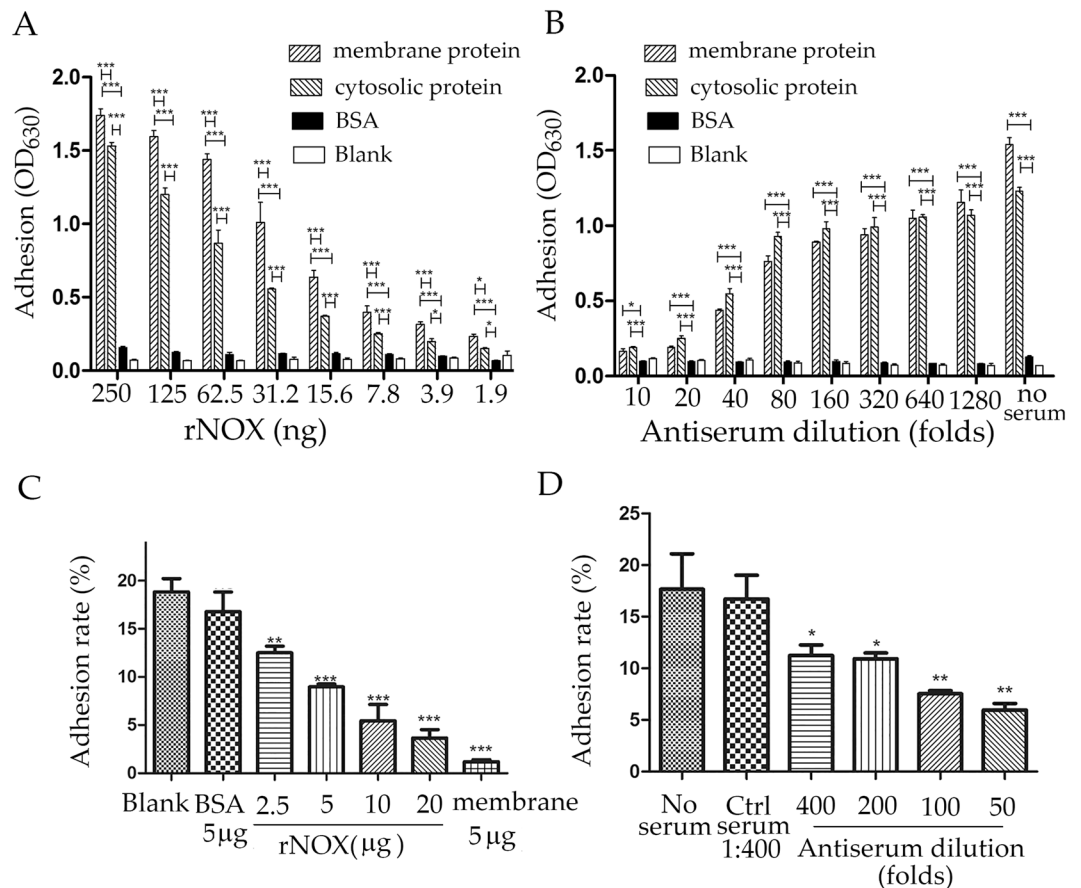 A
membrane protein
cytosolic protein
BSA
Blank
Adhesion (OD630)
2.0
1.5
1.0
0.5
0.0
*** *** *** *** *** *** *** *** *** *** *** *** *** *** *** *** *** *** *** *** *** * * *** *
250 125 62.5 31.2 15.6 7.8 3.9 1.9
rNOX (ng)
B
membrane protein
cytosolic protein
BSA
Blank
Adhesion (OD630)
2.0
1.5
1.0
0.5
0.0
* *** *** *** *** *** *** *** *** *** *** *** *** *** *** *** *** ***
10 20 40 80 160 320 640 1280 no serum
Antiserum dilution (folds)
C
Adhesion rate (%)
20
15
10
5
0
** *** *** *** ***
Blank BSA 2.5 5 10 20 membrane
5μg rNOX(μg) 5μg
D
Adhesion rate (%)
25
20
15
10
5
0
* * ** **
No Ctrl 400 200 100 50
serum serum
1:400 Antiserum dilution
(folds)